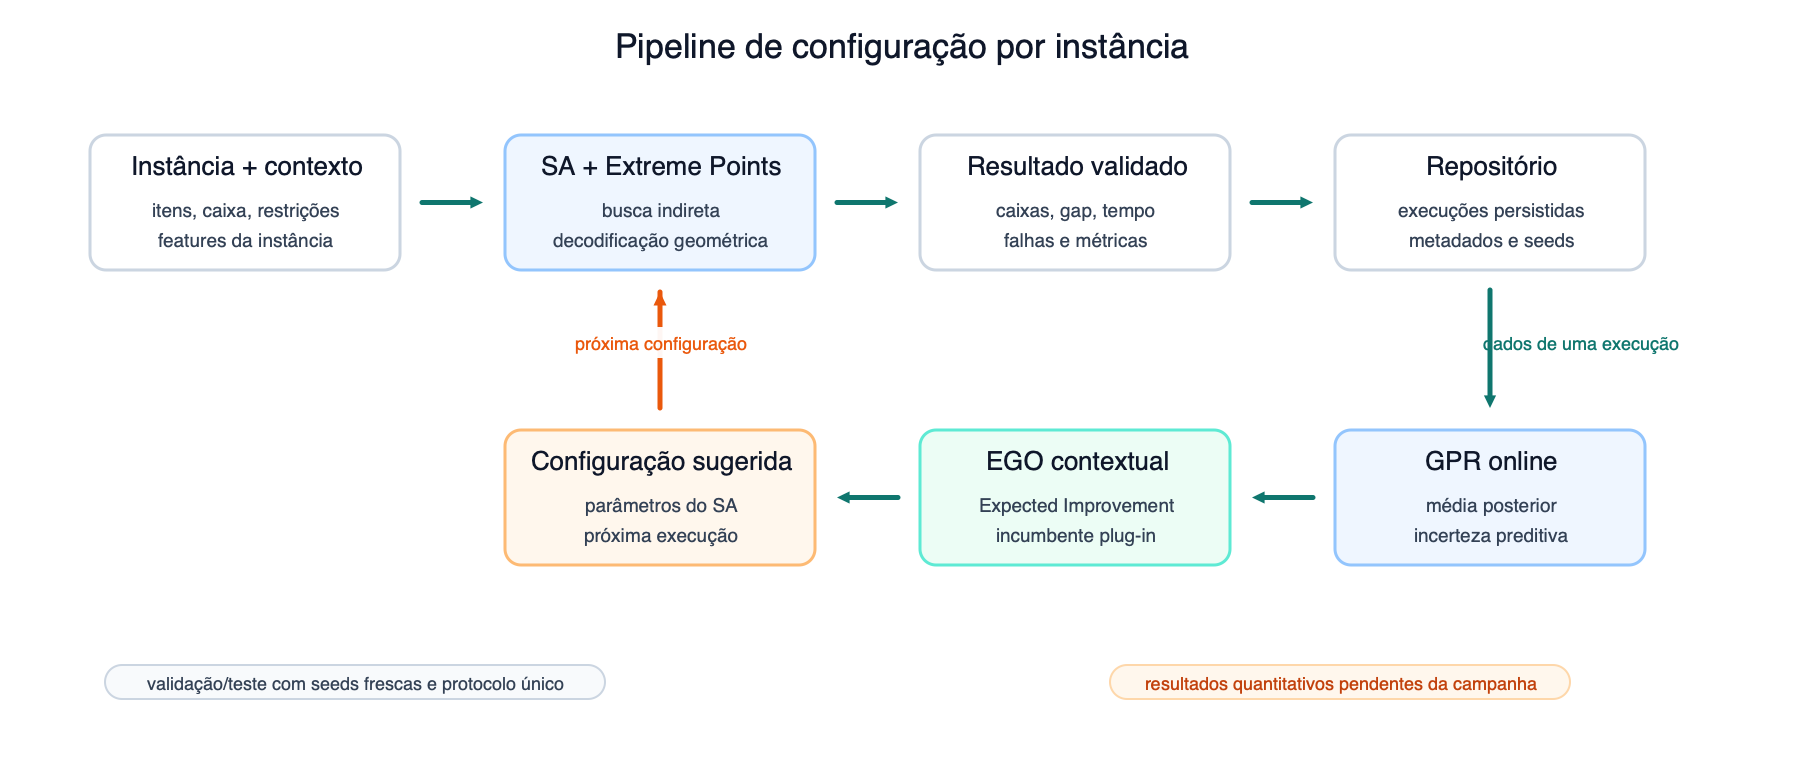 Pipeline de configuração por instância
Instância + contexto
itens, caixa, restrições
features da instância
SA + Extreme Points
busca indireta
decodificação geométrica
Resultado validado
caixas, gap, tempo
falhas e métricas
Repositório
execuções persistidas
metadados e seeds
próxima configuração
dados de uma execução
Configuração sugerida
parâmetros do SA
próxima execução
EGO contextual
Expected Improvement
incumbente plug-in
GPR online
média posterior
incerteza preditiva
validação/teste com seeds frescas e protocolo único
resultados quantitativos pendentes da campanha